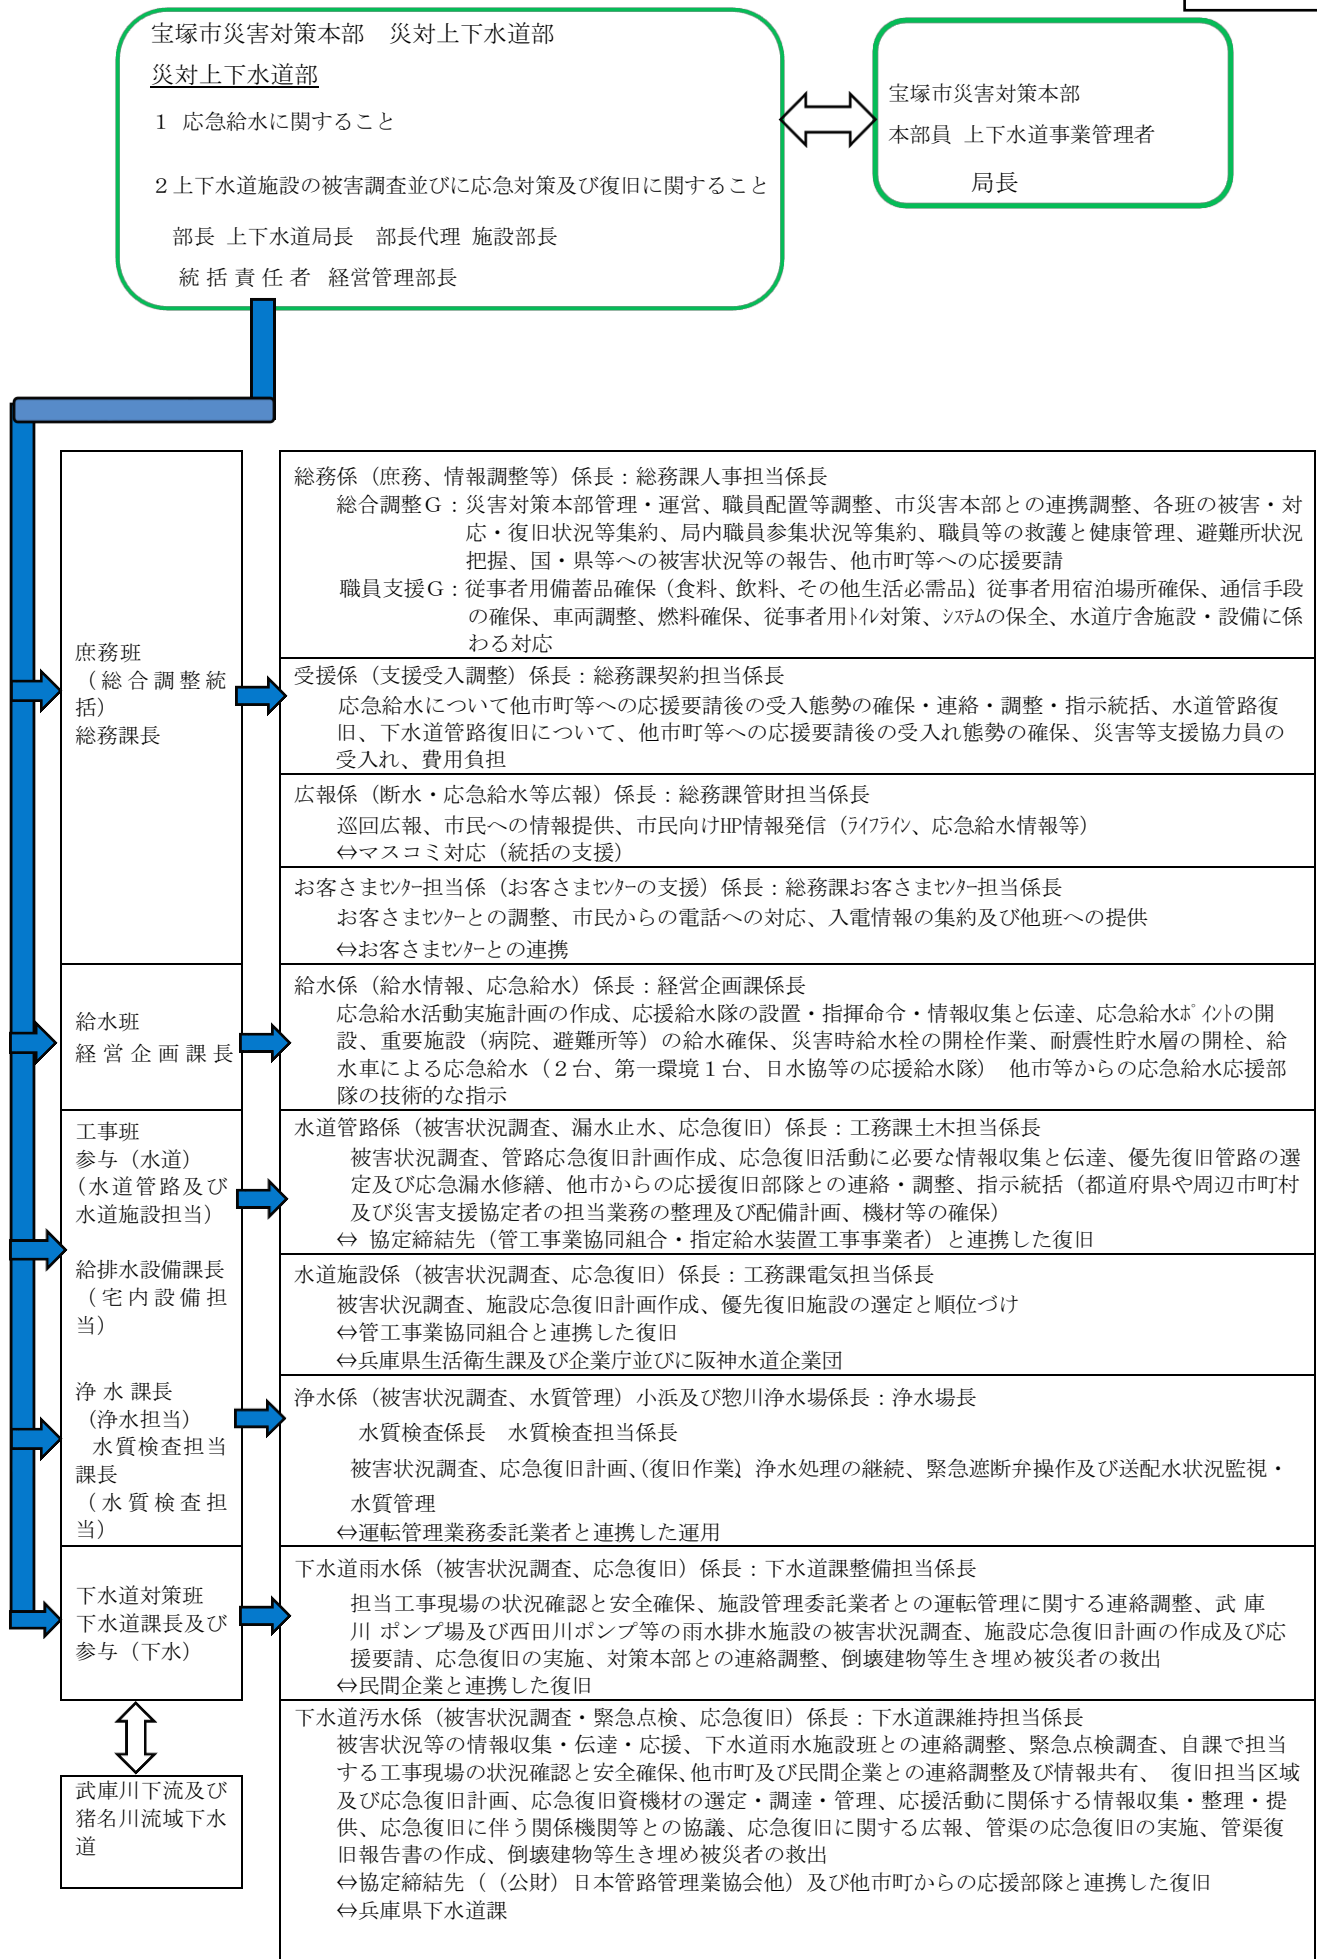 宝塚市災害対策本部　災対上下水道部
災対上下水道部
１ 応急給水に関すること
２上下水道施設の被害調査並びに応急対策及び復旧に関すること
部長 上下水道局長　部長代理 施設部長
統括責任者 経営管理部長
宝塚市災害対策本部
本部員 上下水道事業管理者
局長
庶務班
（総合調整統
括）
総務課長
総務係（庶務、情報調整等）係長：総務課人事担当係長
総合調整Ｇ：災害対策本部管理・運営、職員配置等調整、市災害本部との連携調整、各班の被害・対
応・復旧状況等集約、局内職員参集状況等集約、職員等の救護と健康管理、避難所状況
把握、国・県等への被害状況等の報告、他市町等への応援要請
職員支援Ｇ：従事者用備蓄品確保（食料、飲料、その他生活必需品）、従事者用宿泊場所確保、通信手段
の確保、車両調整、燃料確保、従事者用ﾄｲﾚ対策、ｼｽﾃﾑの保全、水道庁舎施設・設備に係
わる対応
受援係（支援受入調整）係長：総務課契約担当係長
応急給水について他市町等への応援要請後の受入態勢の確保・連絡・調整・指示統括、水道管路復
旧、下水道管路復旧について、他市町等への応援要請後の受入れ態勢の確保、災害等支援協力員の
受入れ、費用負担
広報係（断水・応急給水等広報）係長：総務課管財担当係長
巡回広報、市民への情報提供、市民向けHP情報発信（ﾗｲﾌﾗｲﾝ、応急給水情報等）
⇔マスコミ対応（統括の支援）
お客さまｾﾝﾀｰ担当係（お客さまｾﾝﾀｰの支援）係長：総務課お客さまｾﾝﾀｰ担当係長
お客さまｾﾝﾀｰとの調整、市民からの電話への対応、入電情報の集約及び他班への提供
⇔お客さまｾﾝﾀｰとの連携
給水班
経営企画課長
給水係（給水情報、応急給水）係長：経営企画課係長
応急給水活動実施計画の作成、応援給水隊の設置・指揮命令・情報収集と伝達、応急給水ﾎﾟｲﾝﾄの開
設、重要施設（病院、避難所等）の給水確保、災害時給水栓の開栓作業、耐震性貯水層の開栓、給
水車による応急給水（２台、第一環境１台、日水協等の応援給水隊）　他市等からの応急給水応援部
隊の技術的な指示
工事班
参与（水道）
（水道管路及び
水道施設担当）
給排水設備課長
（宅内設備担
当）
浄水課長
（浄水担当）
水質検査担当
課長
（水質検査担
当）
水道管路係（被害状況調査、漏水止水、応急復旧）係長：工務課土木担当係長
被害状況調査、管路応急復旧計画作成、応急復旧活動に必要な情報収集と伝達、優先復旧管路の選
定及び応急漏水修繕、他市からの応援復旧部隊との連絡・調整、指示統括（都道府県や周辺市町村
及び災害支援協定者の担当業務の整理及び配備計画、機材等の確保）
⇔ 協定締結先（管工事業協同組合・指定給水装置工事事業者）と連携した復旧
水道施設係（被害状況調査、応急復旧）係長：工務課電気担当係長
被害状況調査、施設応急復旧計画作成、優先復旧施設の選定と順位づけ
⇔管工事業協同組合と連携した復旧
⇔兵庫県生活衛生課及び企業庁並びに阪神水道企業団
浄水係（被害状況調査、水質管理）小浜及び惣川浄水場係長：浄水場長
水質検査係長　水質検査担当係長
被害状況調査、応急復旧計画、（復旧作業）、浄水処理の継続、緊急遮断弁操作及び送配水状況監視・
水質管理
⇔運転管理業務委託業者と連携した運用
下水道対策班
下水道課長及び
参与（下水）
下水道雨水係（被害状況調査、応急復旧）係長：下水道課整備担当係長
担当工事現場の状況確認と安全確保、施設管理委託業者との運転管理に関する連絡調整、武 庫
川 ポンプ場及び西田川ポンプ等の雨水排水施設の被害状況調査、施設応急復旧計画の作成及び応
援要請、応急復旧の実施、対策本部との連絡調整、倒壊建物等生き埋め被災者の救出
⇔民間企業と連携した復旧
下水道汚水係（被害状況調査・緊急点検、応急復旧）係長：下水道課維持担当係長
被害状況等の情報収集・伝達・応援、下水道雨水施設班との連絡調整、緊急点検調査、自課で担当
する工事現場の状況確認と安全確保、他市町及び民間企業との連絡調整及び情報共有、 復旧担当区域
及び応急復旧計画、応急復旧資機材の選定・調達・管理、応援活動に関係する情報収集・整理・提
供、応急復旧に伴う関係機関等との協議、応急復旧に関する広報、管渠の応急復旧の実施、管渠復
旧報告書の作成、倒壊建物等生き埋め被災者の救出
⇔協定締結先（（公財）日本管路管理業協会他）及び他市町からの応援部隊と連携した復旧
⇔兵庫県下水道課
武庫川下流及び
猪名川流域下水
道